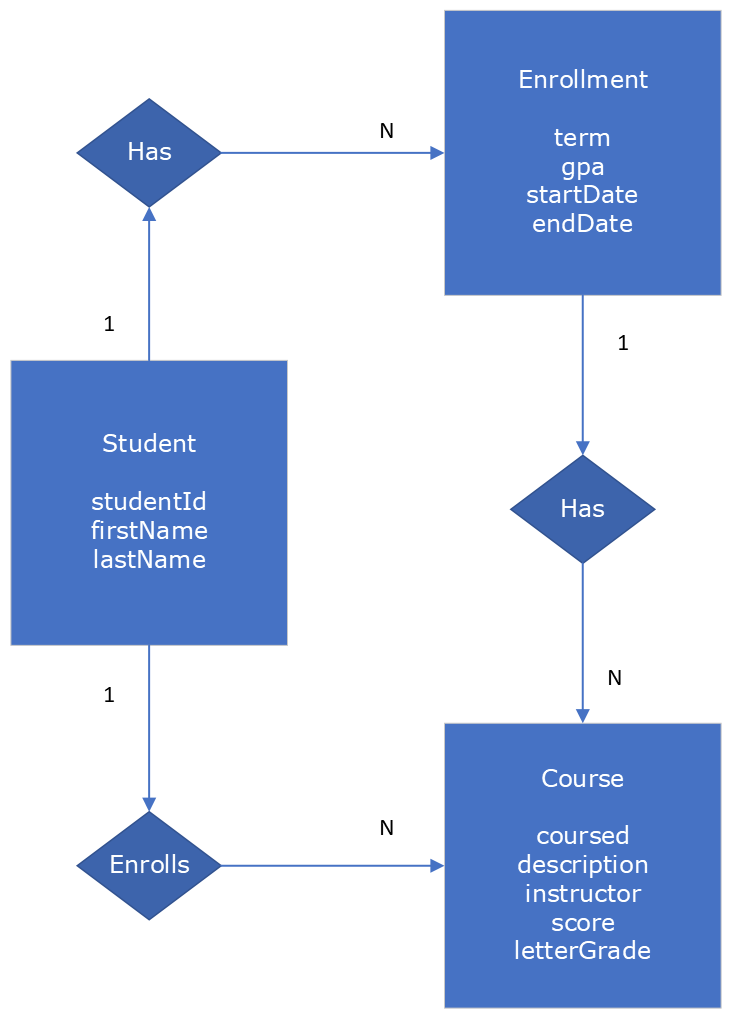 Enrollment
term
gpa
startDate
endDate
Has
N
1
1
Student
studentId
firstName
lastName
Has
N
1
N
Enrolls
Course
coursed
description
instructor
score
letterGrade